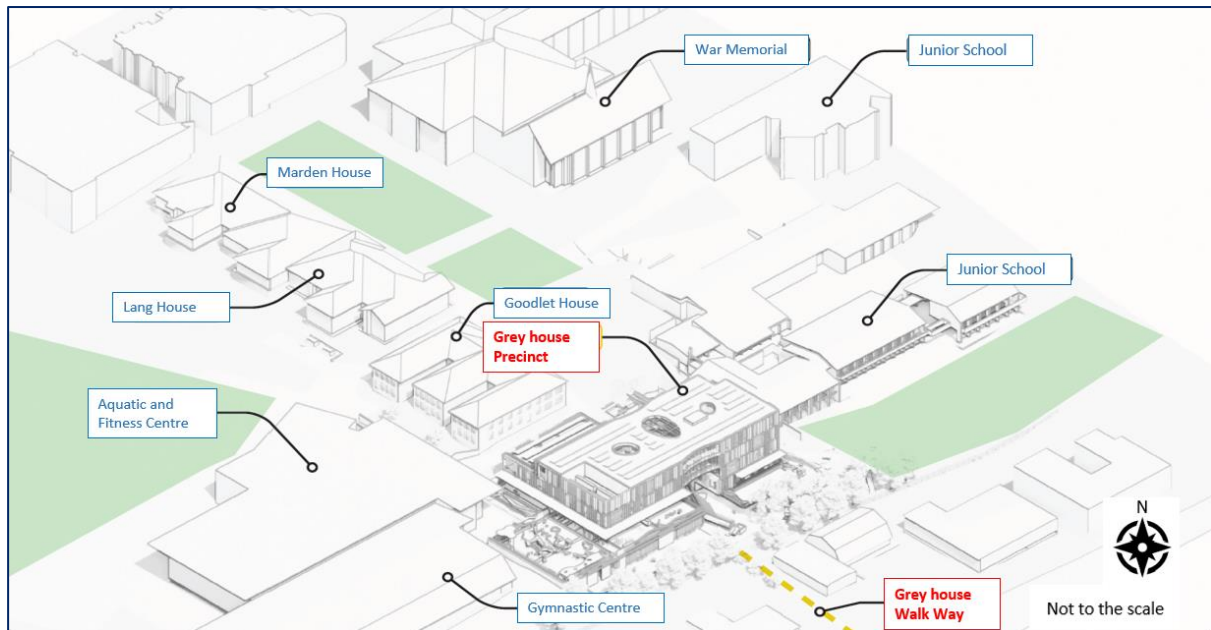 War Memorial
Junior School
Marden House
Junior School
Lang House
Goodlet House
Grey house
Precinct
Aquatic and
Fitness Centre
N
Gymnastic Centre
Grey house
Walk Way
Not to the scale